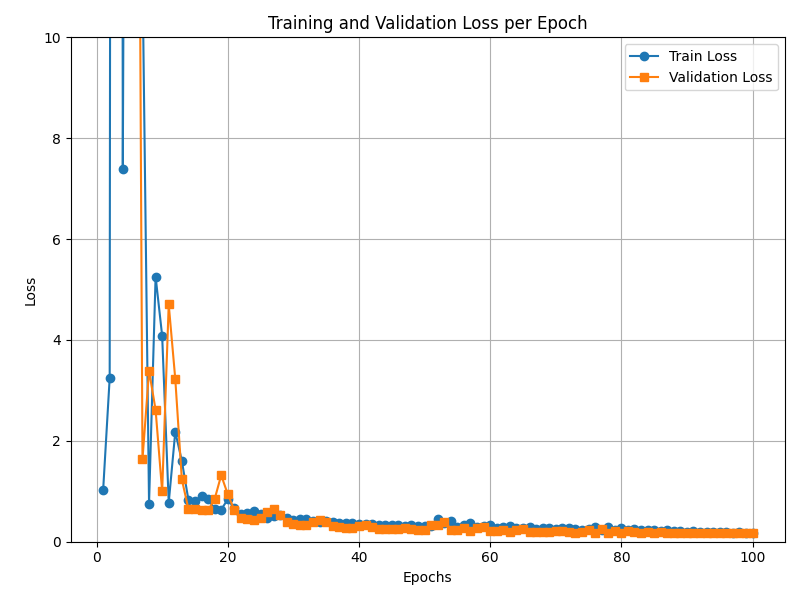 Training and Validation Loss per Epoch
Train Loss
Validation Loss
Loss
10
8
6
4
2
0
0 20 40 60 80 100
Epochs